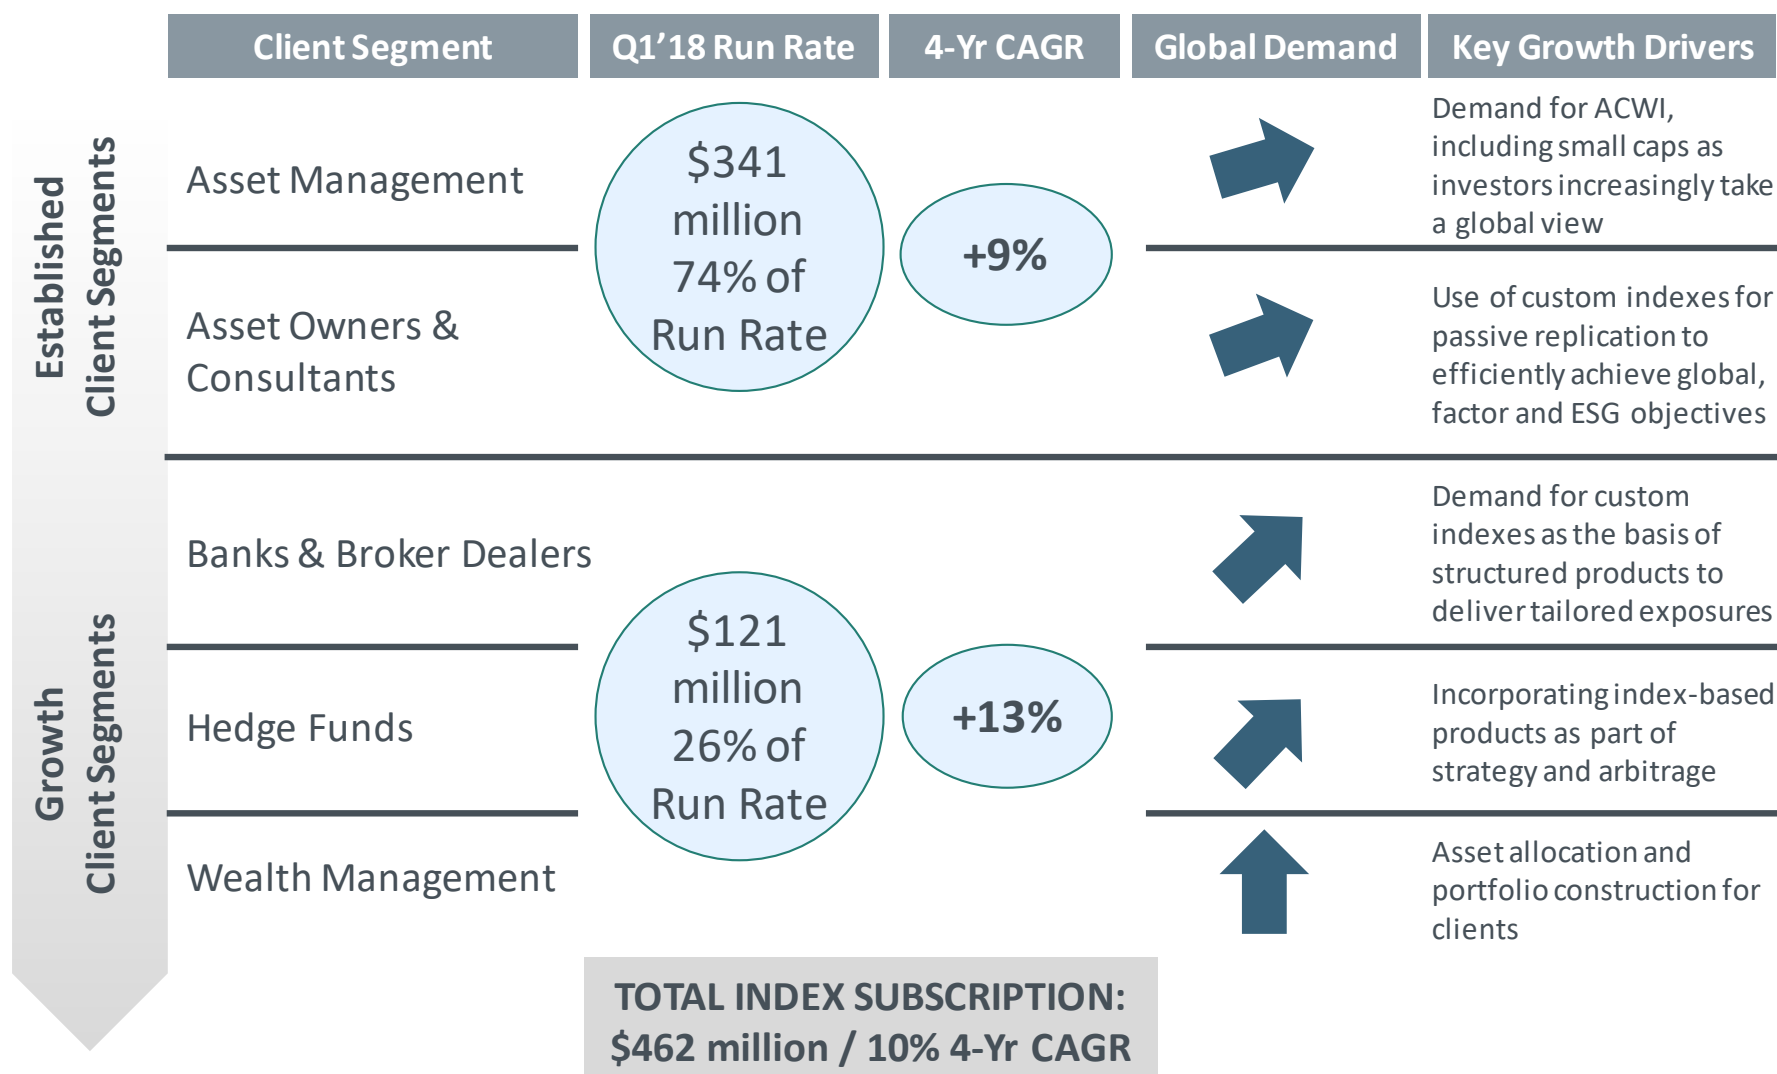 Client Segment
Q1’18 Run Rate
4-Yr CAGR
Global Demand
Key Growth Drivers
Established
Client Segments
Asset Management
$341
million
74% of
Run Rate
+9%
Demand for ACWI,
including small caps as
investors increasingly take
a global view
Asset Owners &
Consultants
Use of custom indexes for
passive replication to
efficiently achieve global,
factor and ESG objectives
Growth
Client Segments
Banks & Broker Dealers
Demand for custom
indexes as the basis of
structured products to
deliver tailored exposures
$121
million
26% of
Run Rate
+13%
Hedge Funds
Incorporating index-based
products as part of
strategy and arbitrage
Wealth Management
Asset allocation and
portfolio construction for
clients
TOTAL INDEX SUBSCRIPTION:
$462 million / 10% 4-Yr CAGR